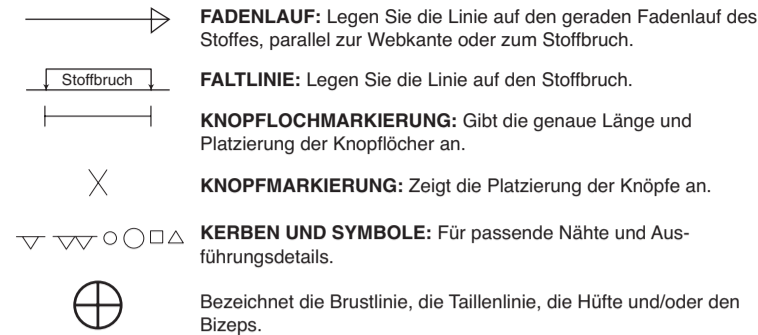 FADENLAUF: Legen Sie die Linie auf den geraden Fadenlauf des
Stoffes, parallel zur Webkante oder zum Stoffbruch.
Stoffbruch
FALTLINIE: Legen Sie die Linie auf den Stoffbruch.
KNOPFLOCHMARKIERUNG: Gibt die genaue Länge und
Platzierung der Knopflöcher an.
KNOPFMARKIERUNG: Zeigt die Platzierung der Knöpfe an.
KERBEN UND SYMBOLE: Für passende Nähte und Aus-
führungsdetails.
Bezeichnet die Brustlinie, die Taillenlinie, die Hüfte und/oder den
Bizeps.